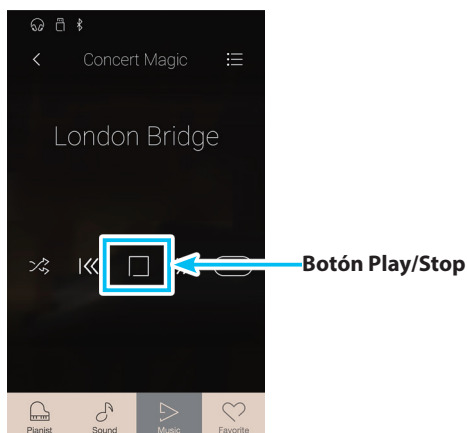 Concert Magic
London Bridge
Botón Play/Stop
Pianist
Sound
Music
Favorite